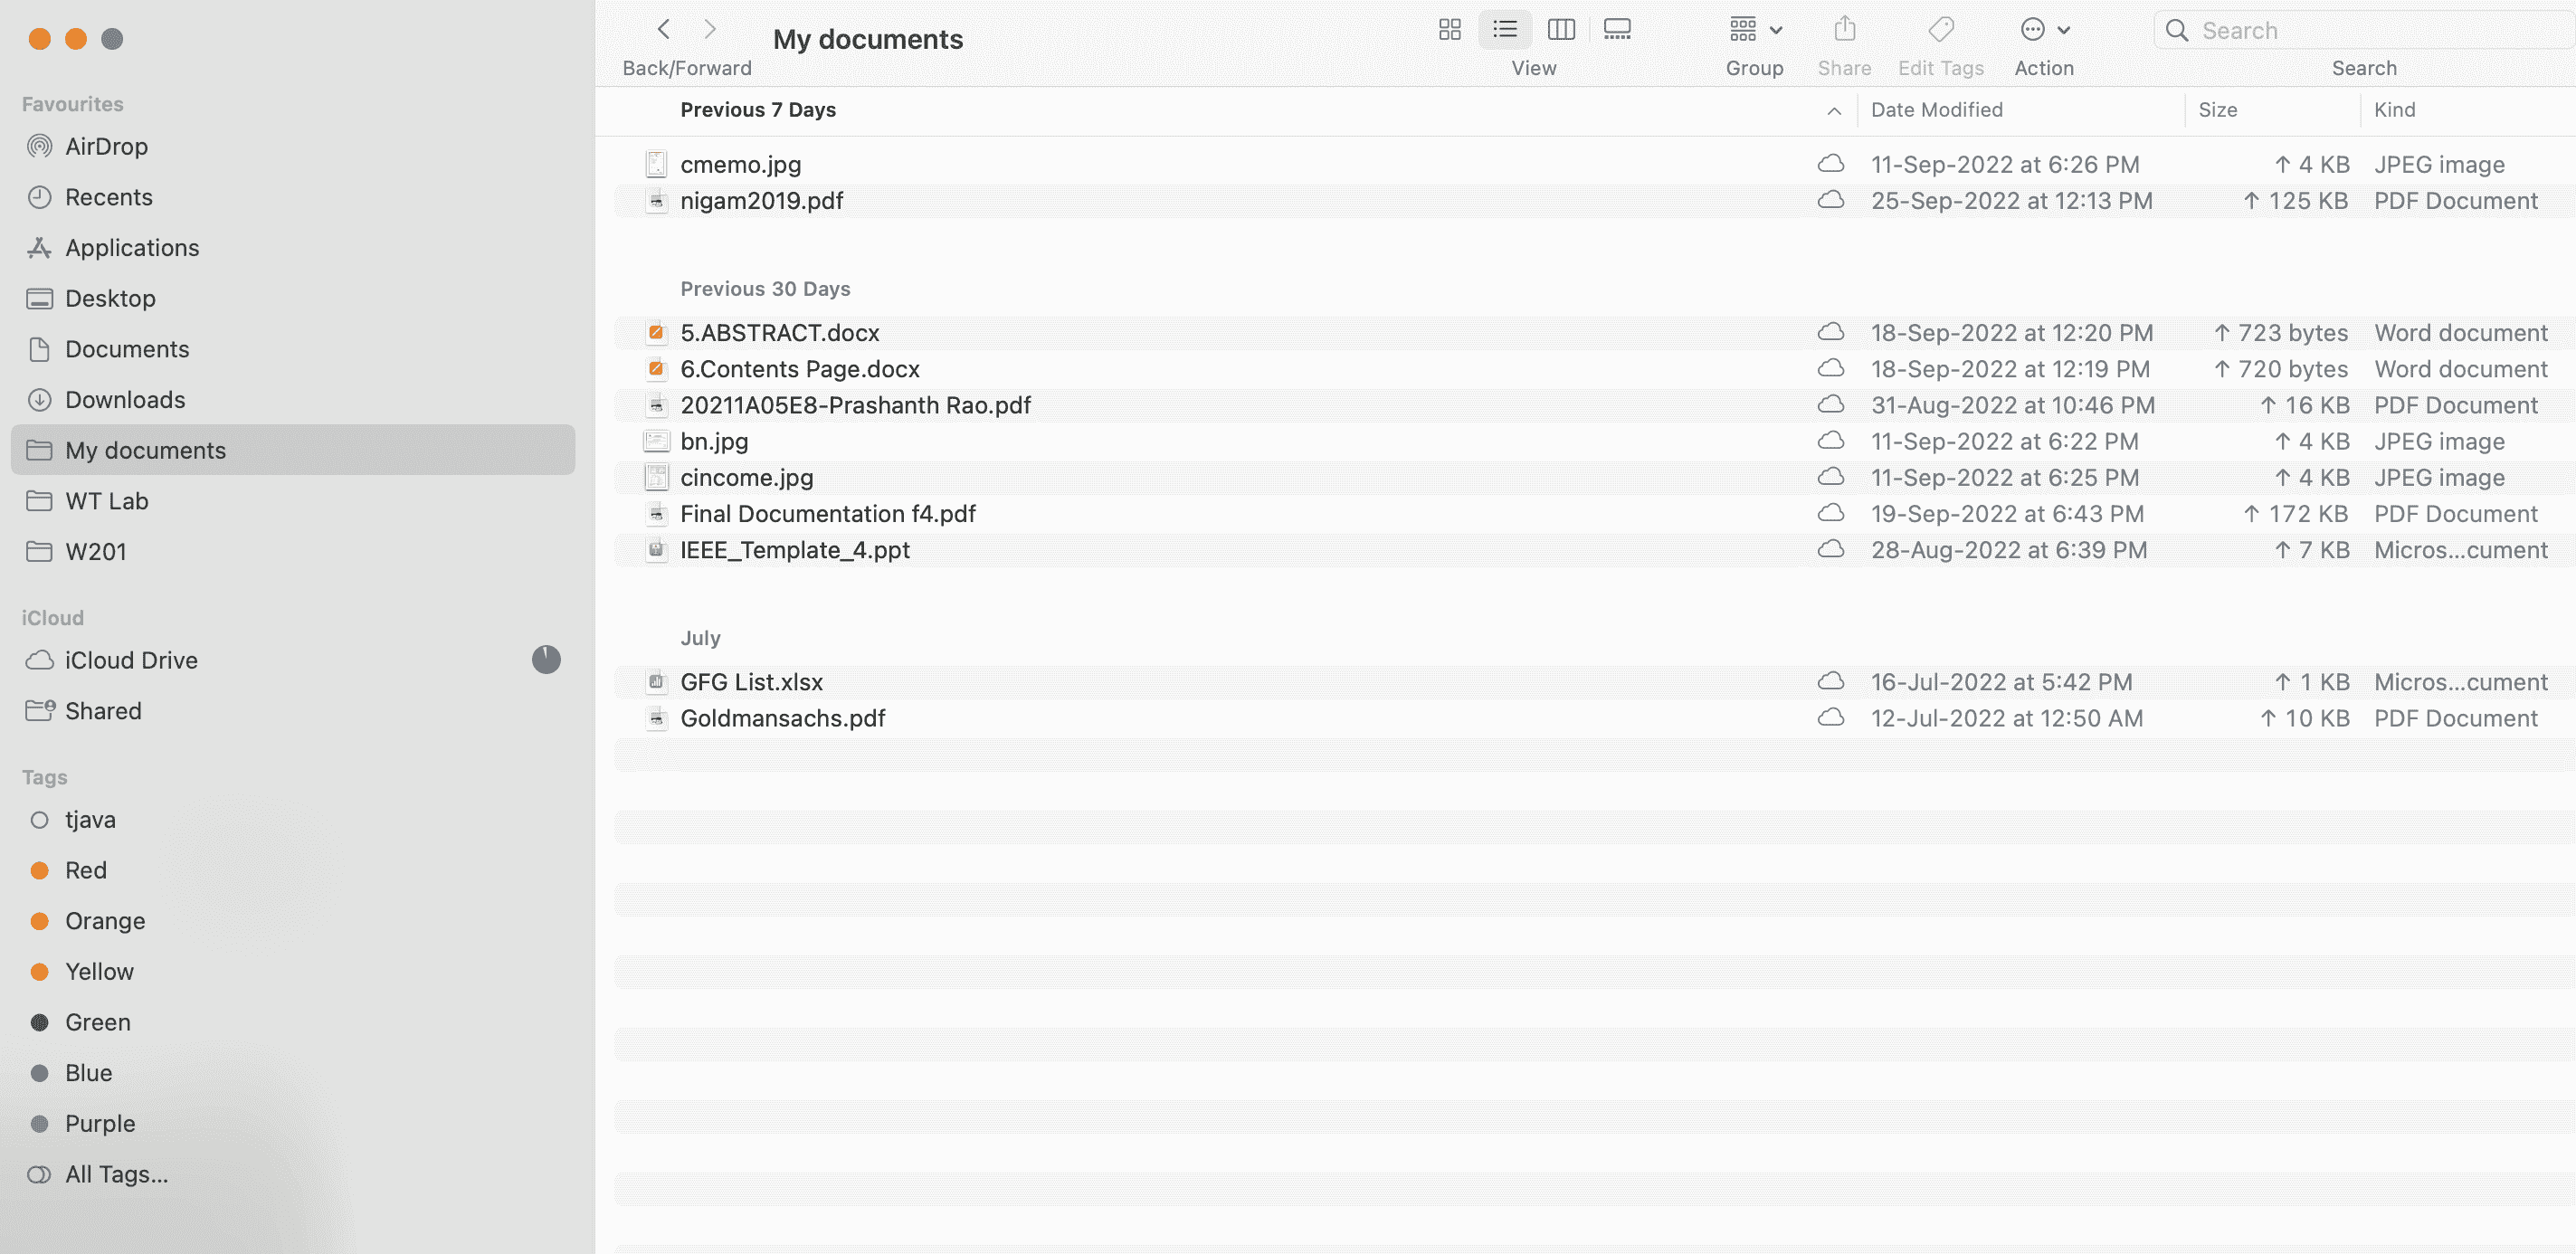 My documents
Back/Forward
View
Group
Share
Edit Tags
Action
Search
Search
Favourites
AirDrop
Recents
Applications
Desktop
Documents
Downloads
My documents
WT Lab
W201
iCloud
iCloud Drive
Shared
Tags
tjava
Red
Orange
Yellow
Green
Blue
Purple
All Tags...
Previous 7 Days Date Modified Size Kind
cmemo.jpg 11-Sep-2022 at 6:26 PM ↑ 4 KB JPEG image
nigam2019.pdf 25-Sep-2022 at 12:13 PM ↑ 125 KB PDF Document
Previous 30 Days
5.ABSTRACT.docx 18-Sep-2022 at 12:20 PM ↑ 723 bytes Word document
6.Contents Page.docx 18-Sep-2022 at 12:19 PM ↑ 720 bytes Word document
20211A05E8-Prashanth Rao.pdf 31-Aug-2022 at 10:46 PM ↑ 16 KB PDF Document
bn.jpg 11-Sep-2022 at 6:22 PM ↑ 4 KB JPEG image
cincome.jpg 11-Sep-2022 at 6:25 PM ↑ 4 KB JPEG image
Final Documentation f4.pdf 19-Sep-2022 at 6:43 PM ↑ 172 KB PDF Document
IEEE_Template_4.ppt 28-Aug-2022 at 6:39 PM ↑ 7 KB Micros...cument
July
GFG List.xlsx 16-Jul-2022 at 5:42 PM ↑ 1 KB Micros...cument
Goldmansachs.pdf 12-Jul-2022 at 12:50 AM ↑ 10 KB PDF Document